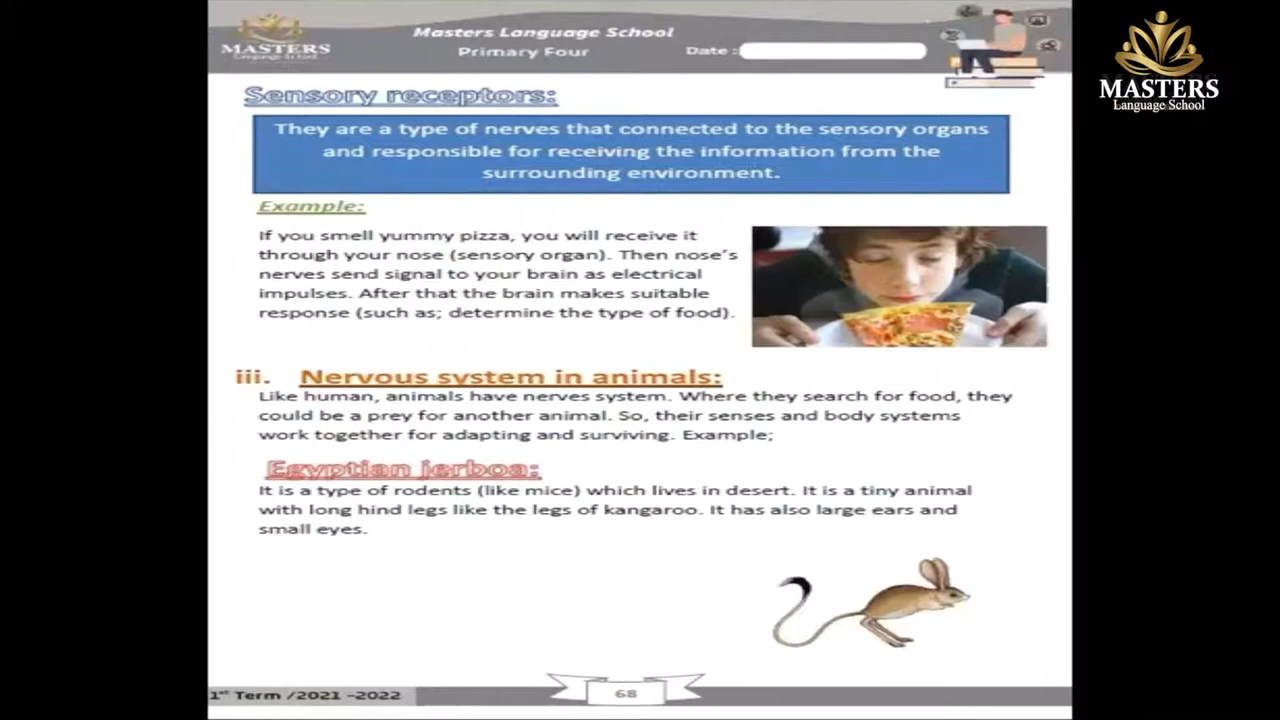 MASTERS
Language School
Masters Language School
Primary Four
Date :
MASTERS
Language School
Sensory receptors:
They are a type of nerves that connected to the sensory organs
and responsible for receiving the information from the
surrounding environment.
Example:
If you smell yummy pizza, you will receive it
through your nose (sensory organ). Then nose's
nerves send signal to your brain as electrical
impulses. After that the brain makes suitable
response (such as; determine the type of food).
iii. Nervous system in animals:
Like human, animals have nerves system. Where they search for food, they
could be a prey for another animal. So, their senses and body systems
work together for adapting and surviving. Example;
Egyptian jerboa:
It is a type of rodents (like mice) which lives in desert. It is a tiny animal
with long hind legs like the legs of kangaroo. It has also large ears and
small eyes.
1st Term /2021 -2022
68